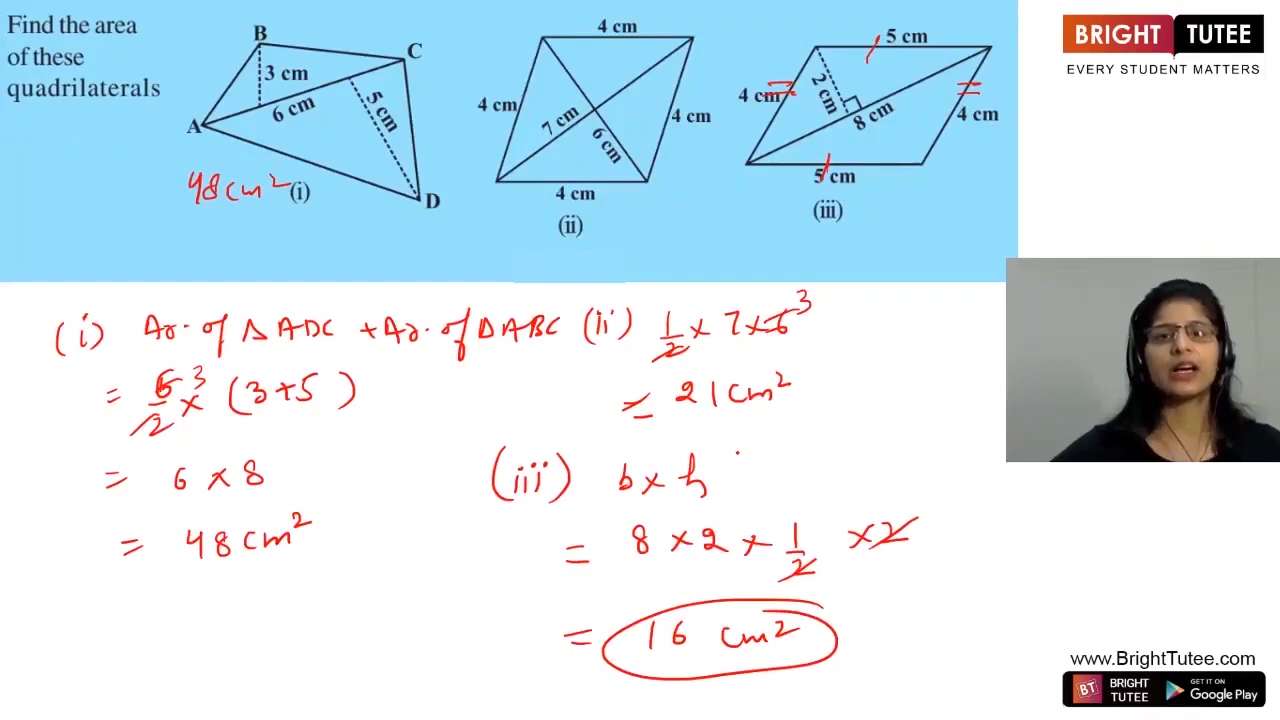 Find the area
of these
quadrilaterals
B
C
3 cm
6 cm
5 cm
A
D
48 cm² (i)
4 cm
4 cm
7 cm
6 cm
4 cm
4 cm
(ii)
5 cm
4 cm
2 cm
8 cm
4 cm
5 cm
(iii)
BRIGHT TUTEE
EVERY STUDENT MATTERS
(i) Ar. of △ ADC + Ar. of △ ABC
= 6/2 3 × (3+5)
= 6 × 8
= 48 cm²
(ii) 1/2 × 7 × 6 3
= 21 cm²
(iii) b × h
= 8 × 2 × 1/2 × 2
= 16 cm²
www.BrightTutee.com
BT BRIGHT TUTEE
GET IT ON
Google Play